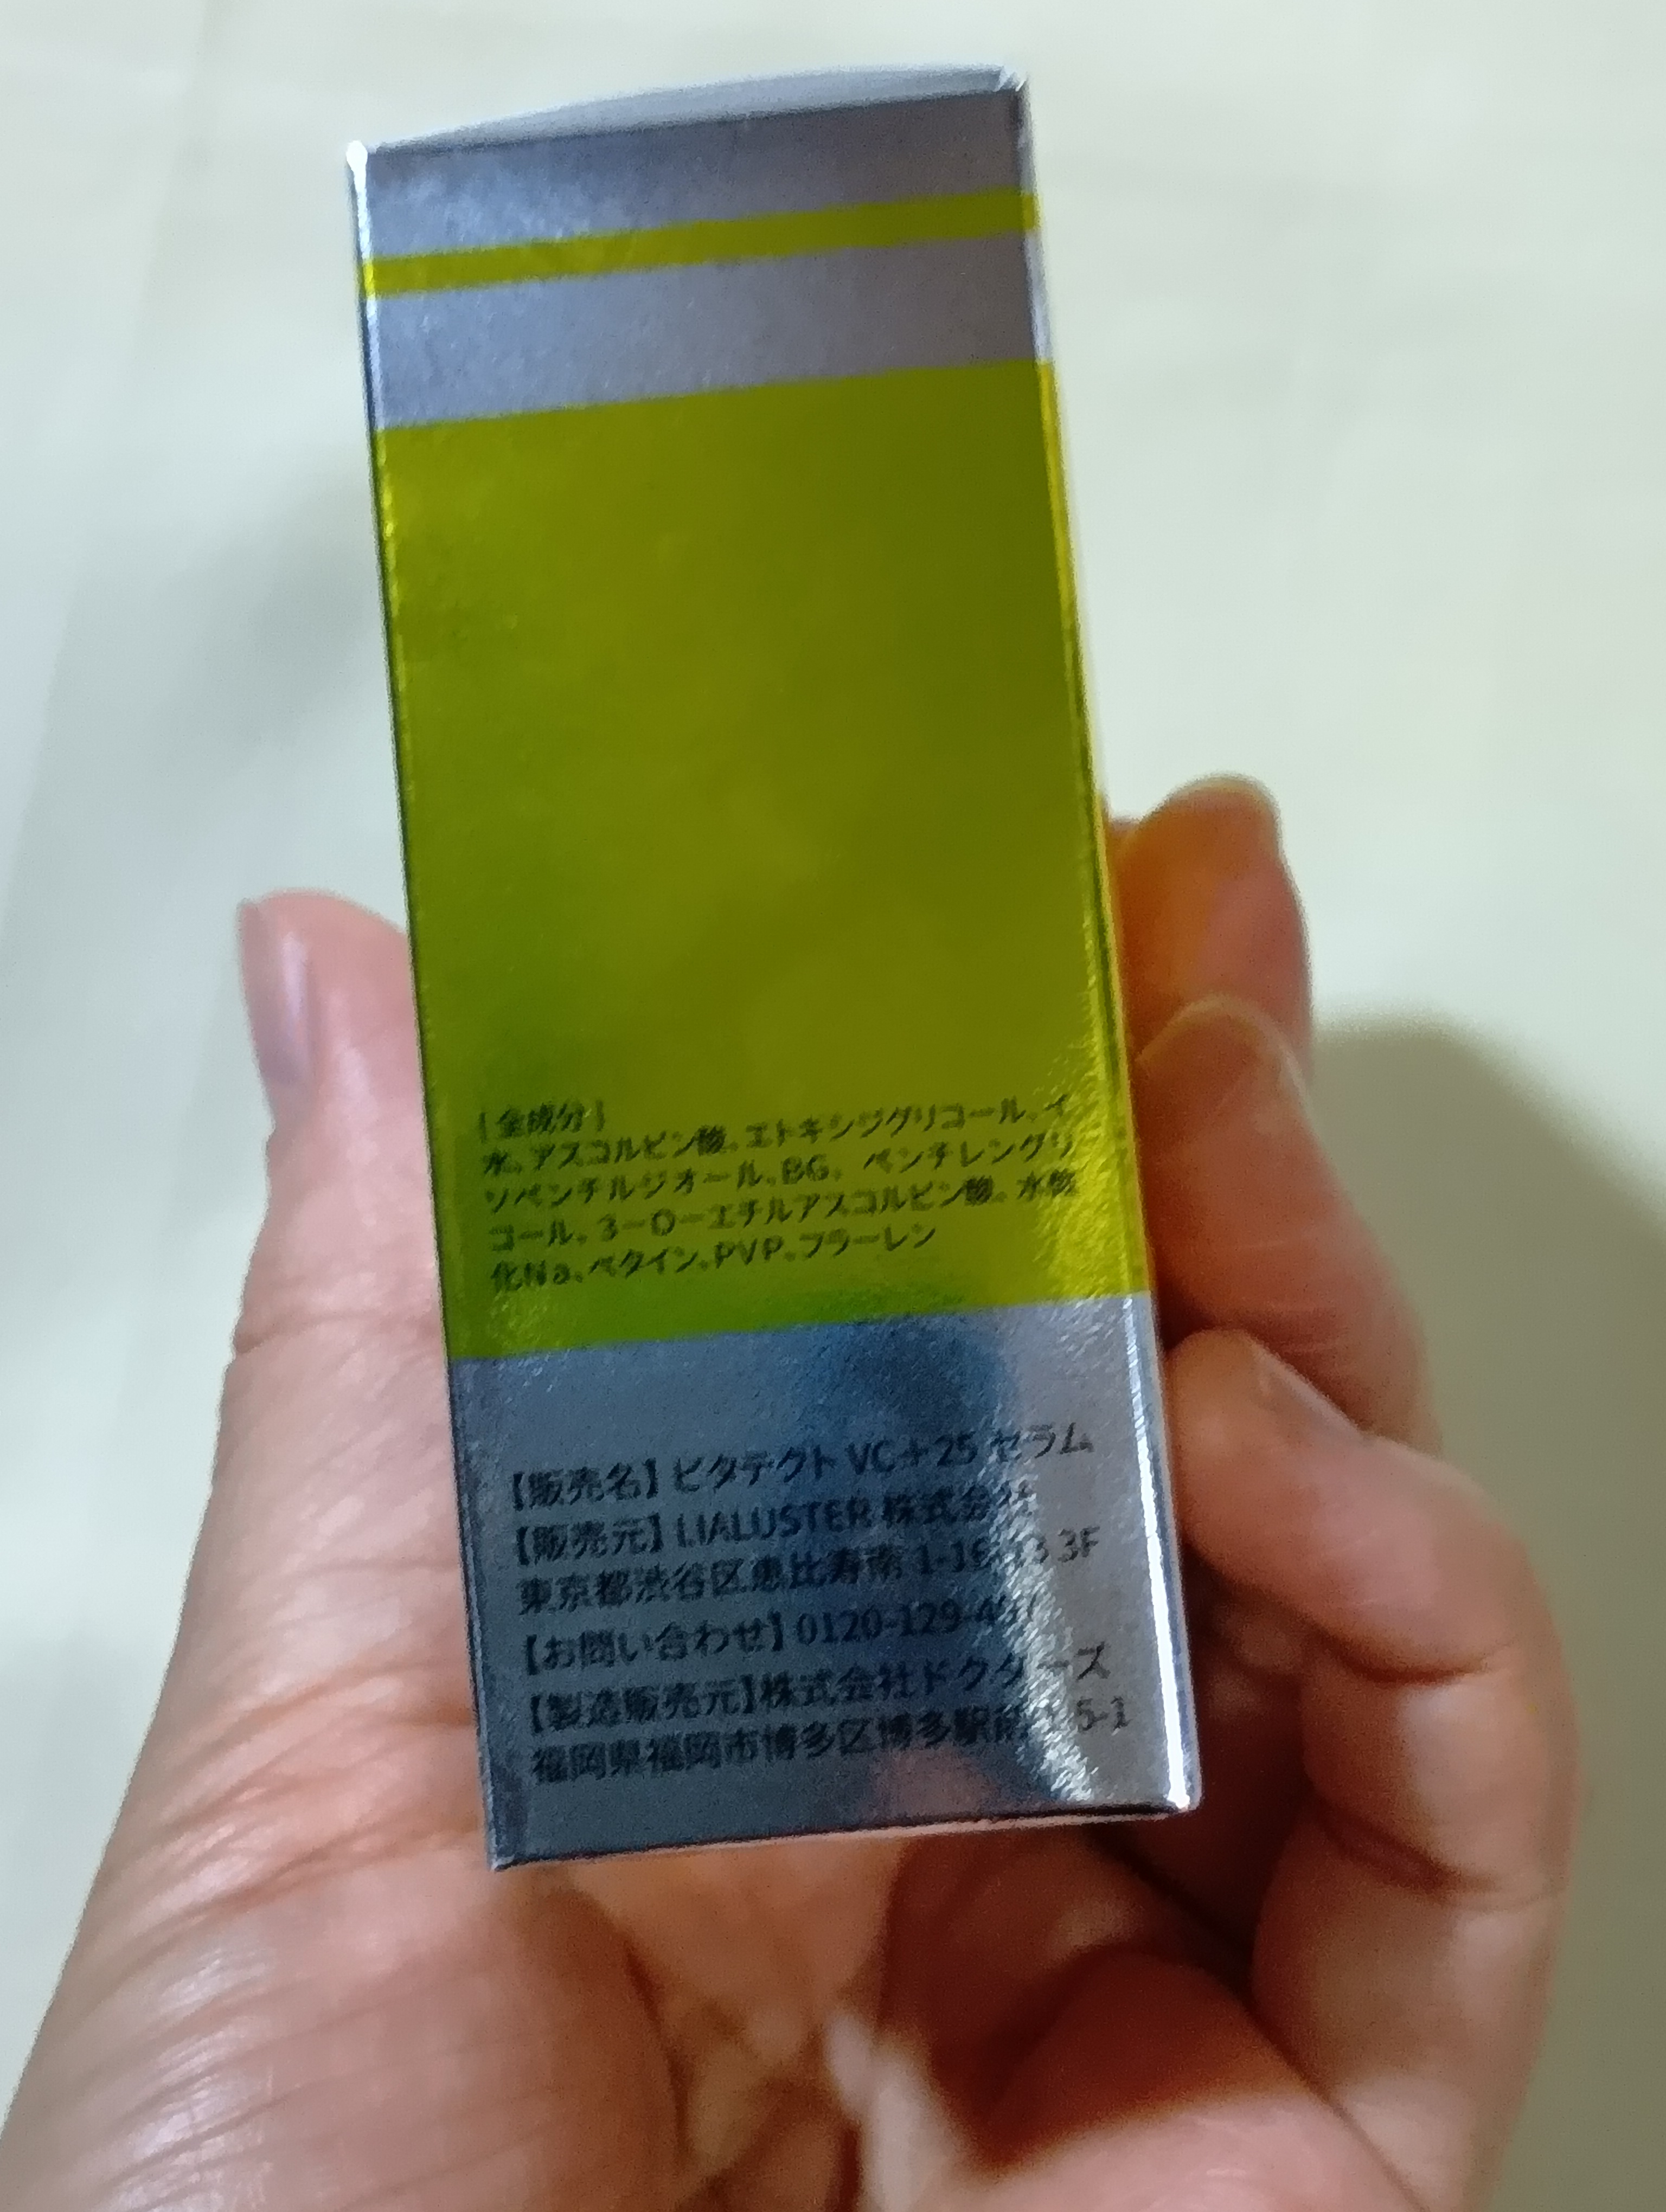 [全成分]
水、アスコルビン酸、エトキシジグリコール、イ
ソペンチルジオール、BG、ペンチレングリ
コール、3-O-エチルアスコルビン酸、水酸
化Na、ベタイン、PVP、フラーレン
【販売名】ビタテクト VC+25 セラム
【販売元】LIALUSTER 株式会社
東京都渋谷区恵比寿南 3F
【お問い合わせ】
【製造販売元】株式会社ドクターズ
福岡県福岡市博多区博多駅前